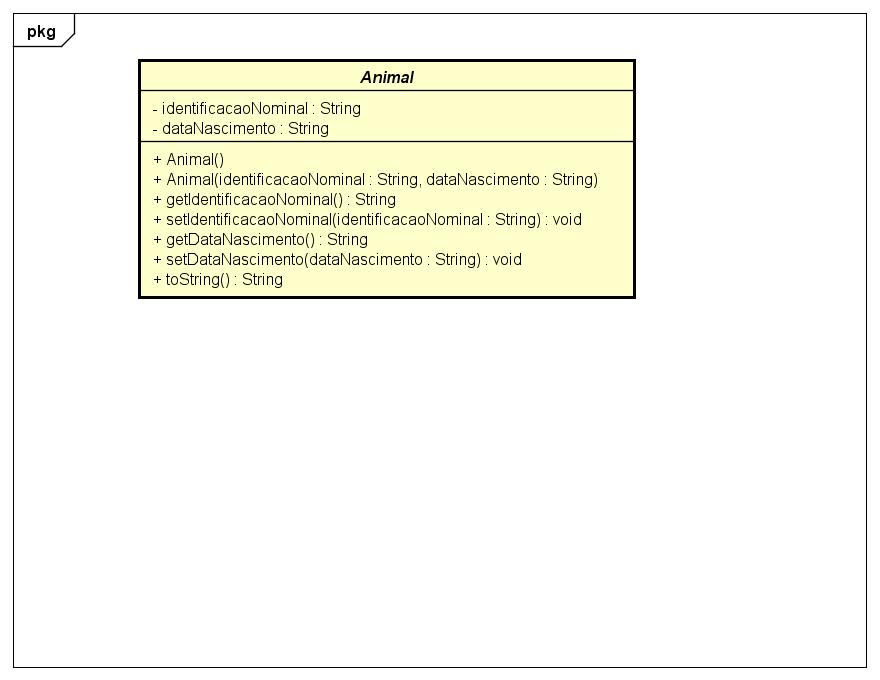 pkg
Animal
- identificacaoNominal : String
- dataNascimento : String
+ Animal()
+ Animal(identificacaoNominal : String, dataNascimento : String)
+ getIdentificacaoNominal() : String
+ setIdentificacaoNominal(identificacaoNominal : String) : void
+ getDataNascimento() : String
+ setDataNascimento(dataNascimento : String) : void
+ toString() : String